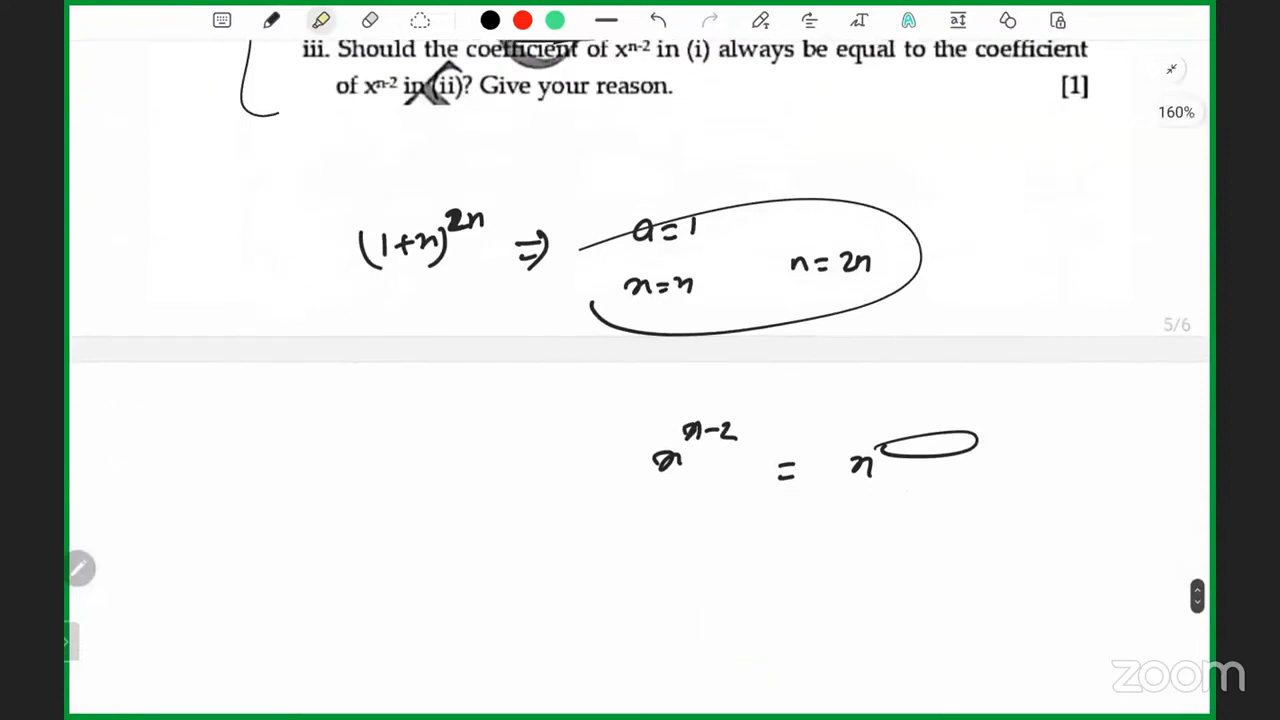 iii. Should the coefficient of xⁿ⁻² in (i) always be equal to the coefficient
of xⁿ⁻² in (ii)? Give your reason. [1]
160%
(1+x)²ⁿ ⇒ a = 1
x = x n = 2n
5/6
xⁿ⁻² = x
zoom